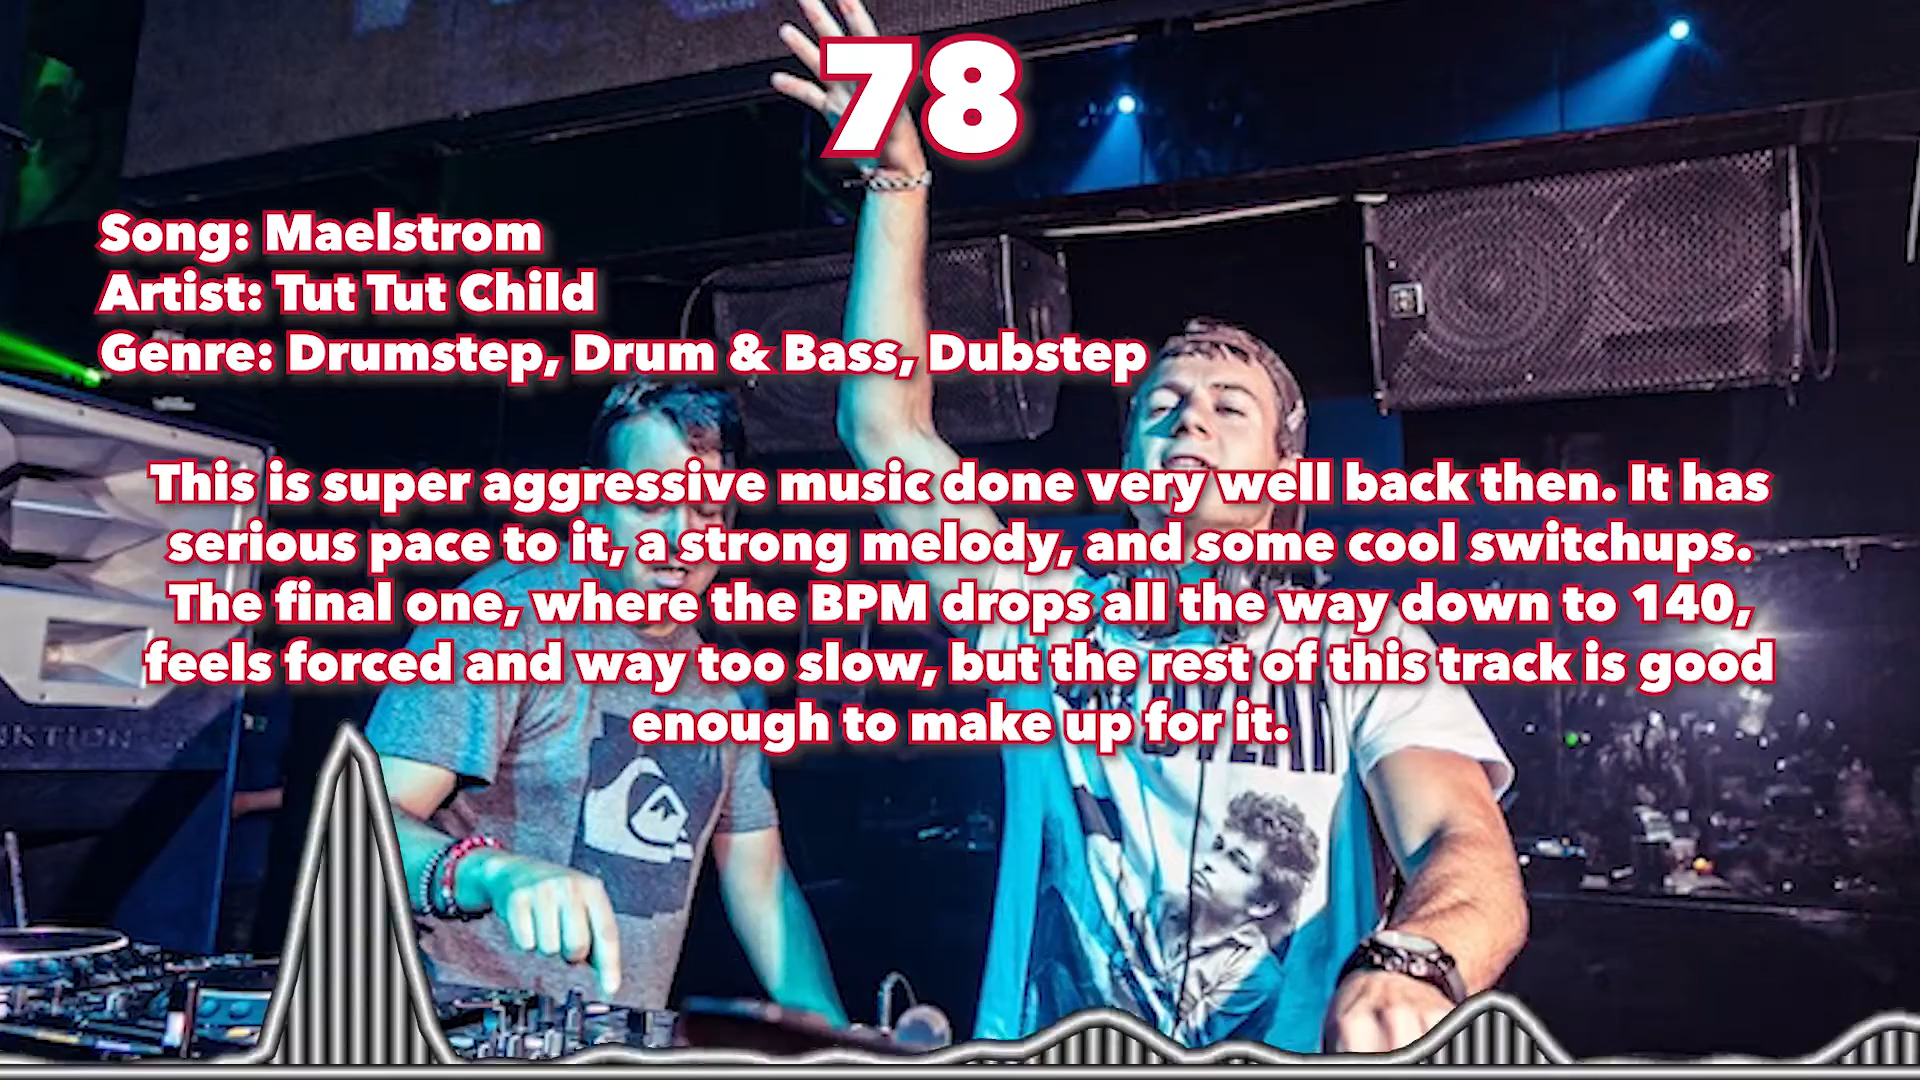 78
Song: Maelstrom
Artist: Tut Tut Child
Genre: Drumstep, Drum & Bass, Dubstep
This is super aggressive music done very well back then. It has
serious pace to it, a strong melody, and some cool switchups.
The final one, where the BPM drops all the way down to 140,
feels forced and way too slow, but the rest of this track is good
enough to make up for it.